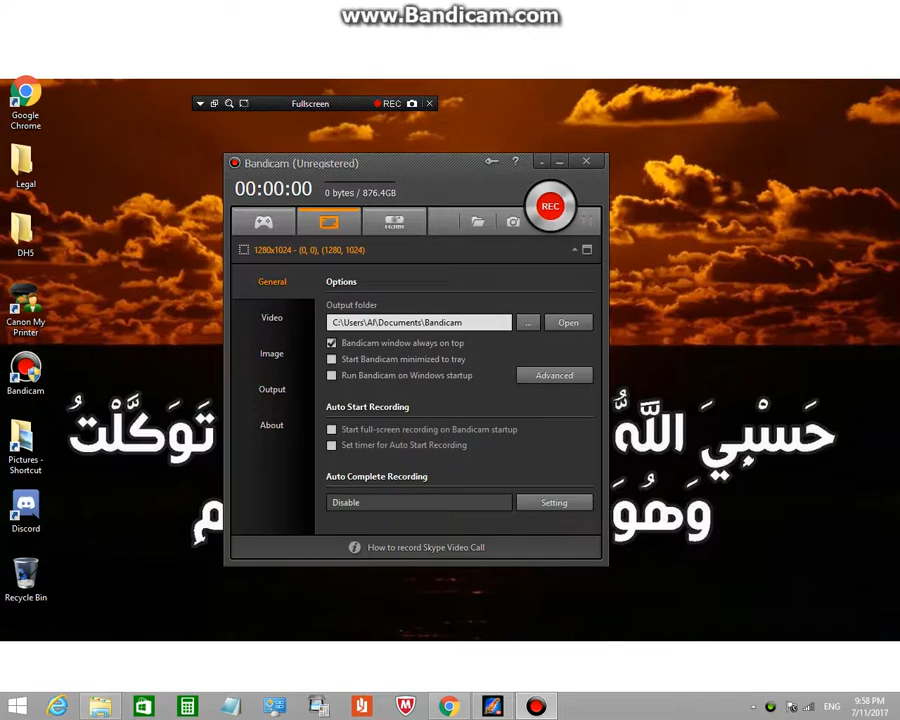 www.Bandicam.com
Fullscreen
REC
Google Chrome
Legal
DH5
Canon My Printer
Bandicam
Pictures - Shortcut
Discord
Recycle Bin
Bandicam (Unregistered)
?
00:00:00
0 bytes / 876.4GB
REC
HDMI
1280x1024 - (0, 0), (1280, 1024)
General
Video
Image
Output
About
Options
Output folder
C:\Users\Al\Documents\Bandicam
...
Open
Bandicam window always on top
Start Bandicam minimized to tray
Run Bandicam on Windows startup
Advanced
Auto Start Recording
Start full-screen recording on Bandicam startup
Set timer for Auto Start Recording
Auto Complete Recording
Disable
Setting
How to record Skype Video Call
حَسْبِي اللَّهُ
تَوَكَّلْتُ
وَهُوَ
ENG
9:58 PM
7/11/2017